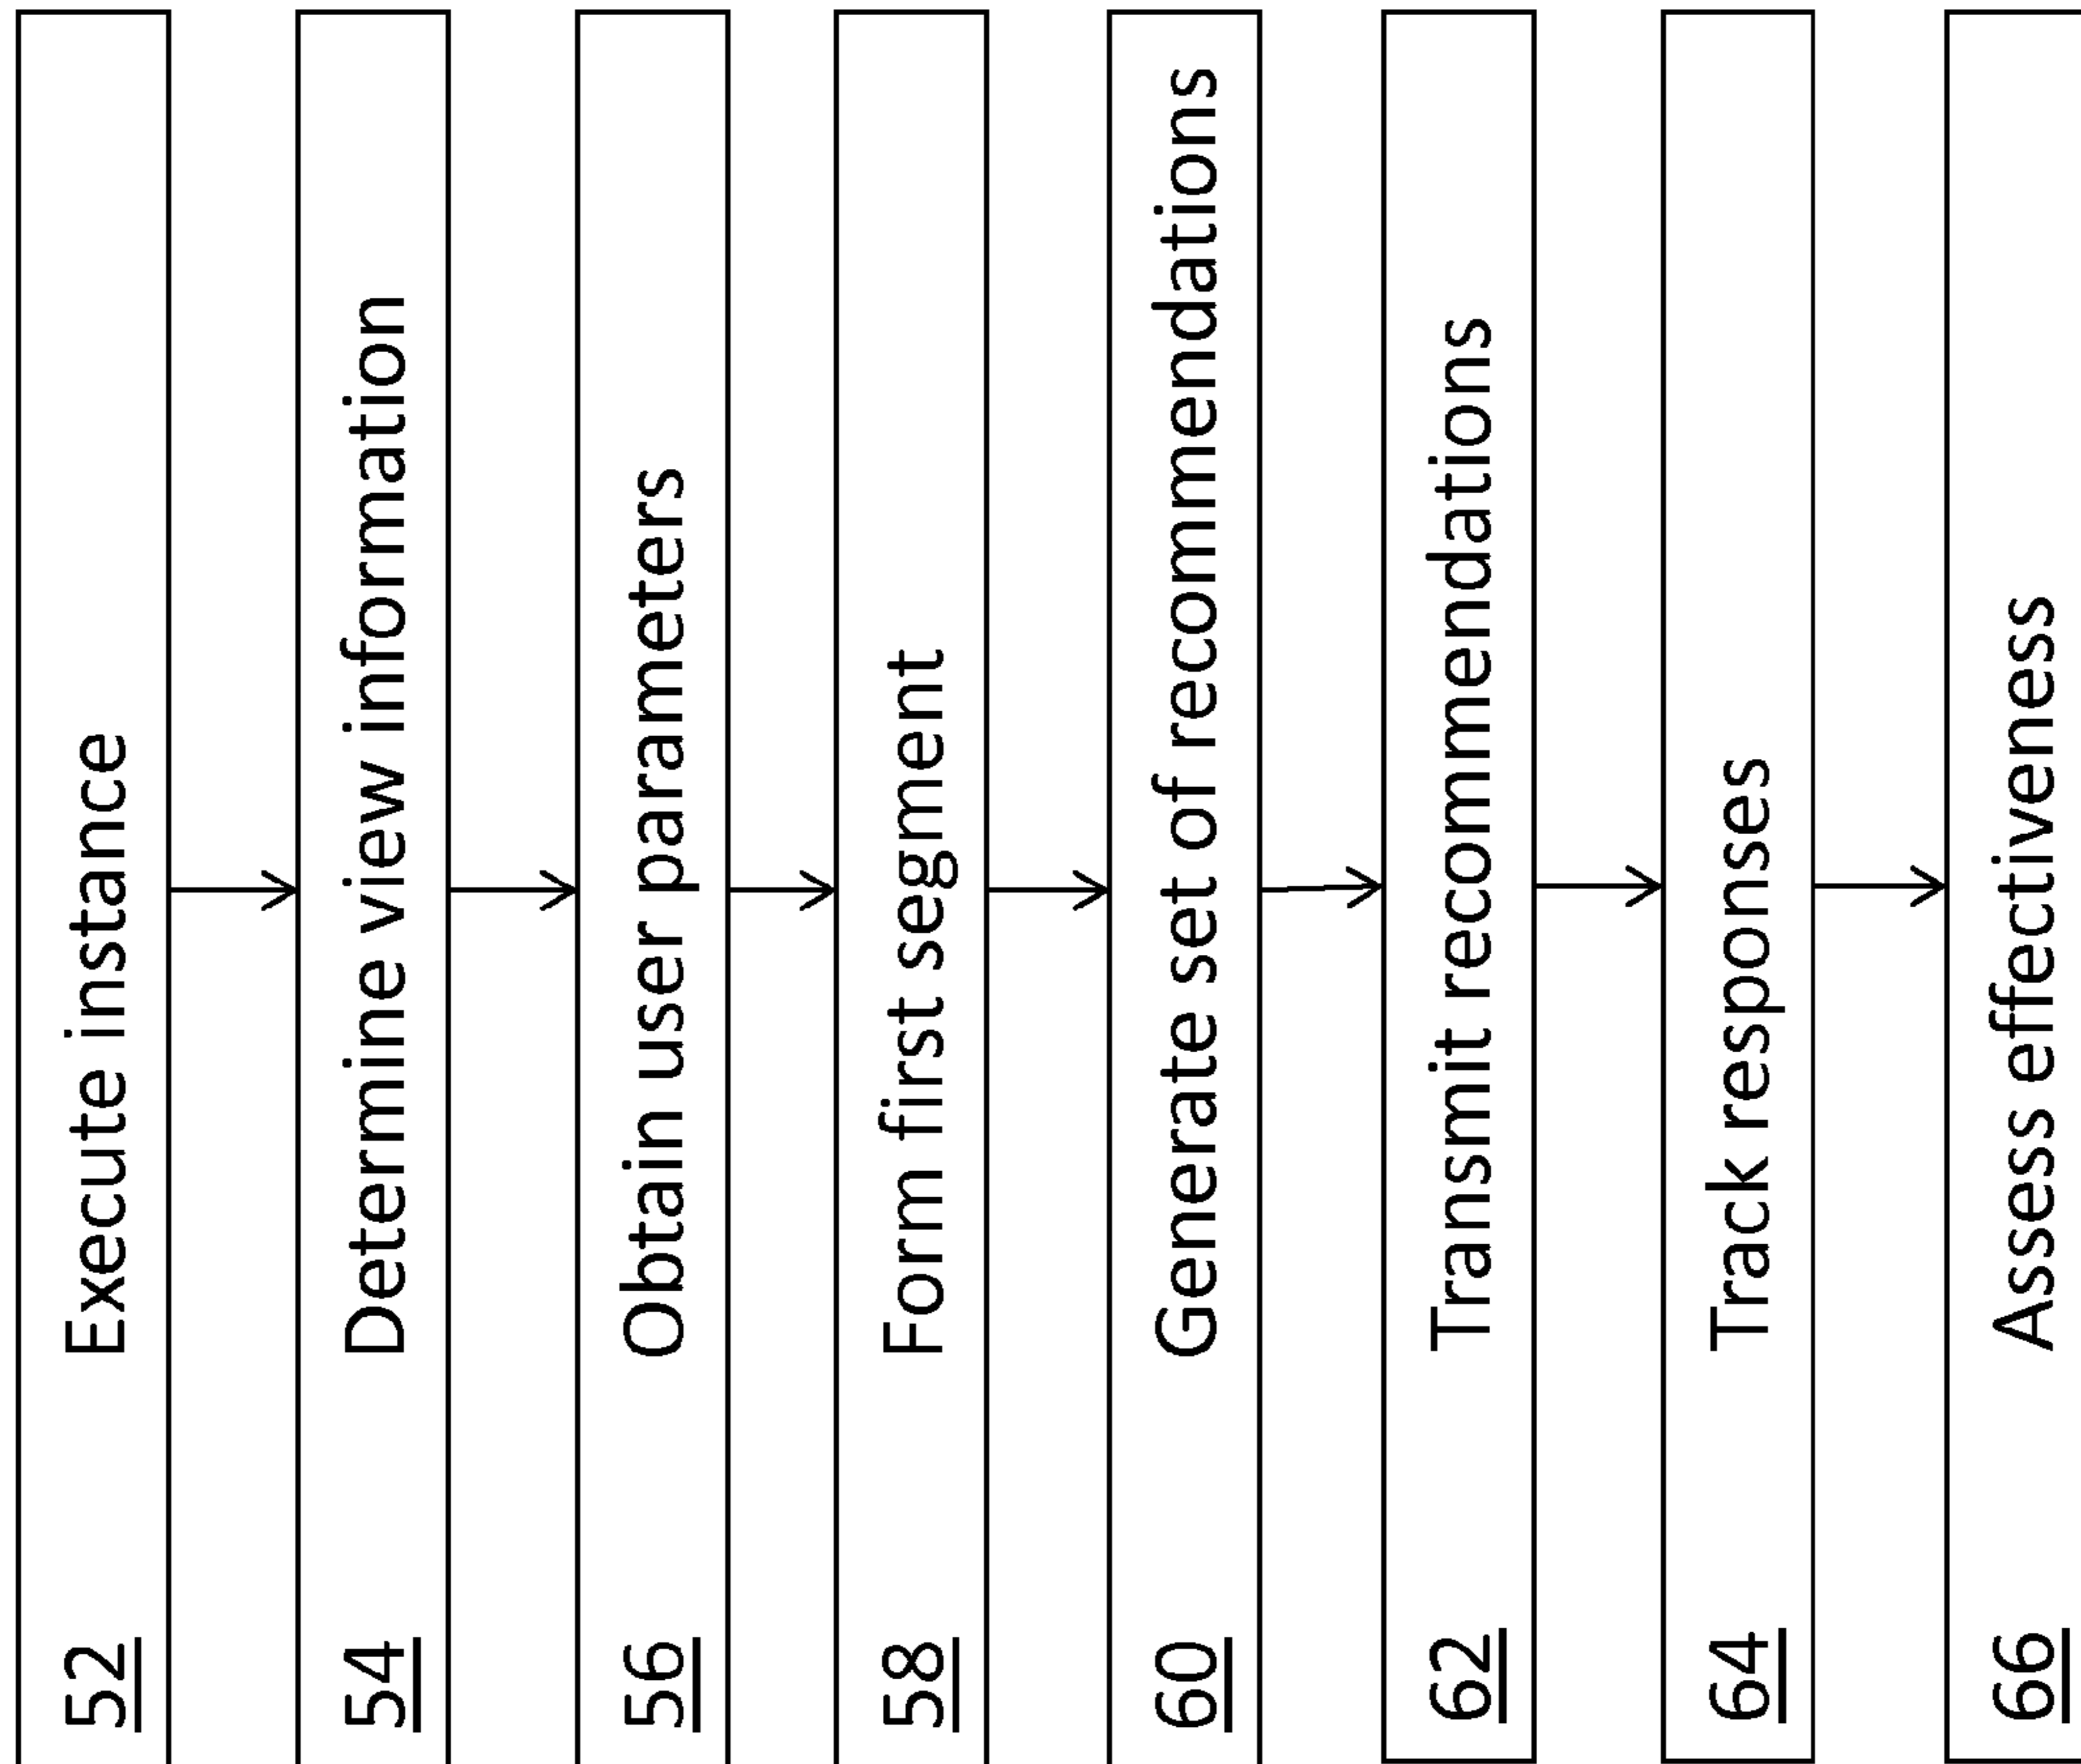 52 Execute instance
54 Determine view information
56 Obtain user parameters
58 Form first segment
60 Generate set of recommendations
62 Transmit recommendations
64 Track responses
66 Assess effectiveness